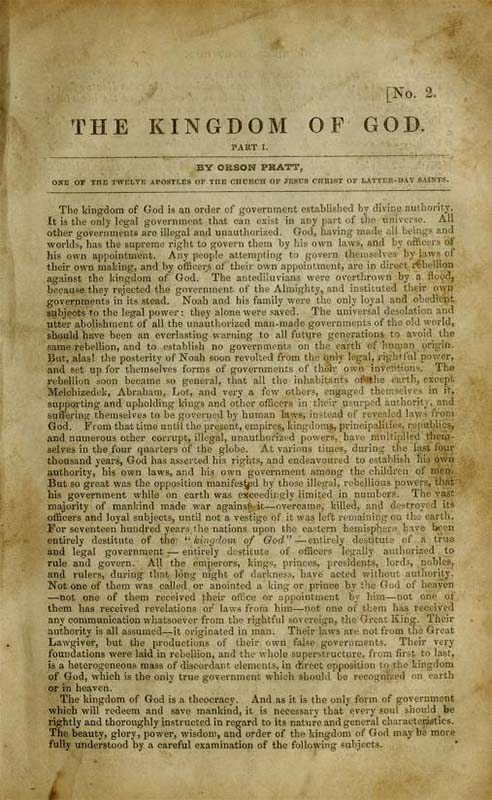 [No. 2.
THE KINGDOM OF GOD.
PART I.
BY ORSON PRATT,
ONE OF THE TWELVE APOSTLES OF THE CHURCH OF JESUS CHRIST OF LATTER-DAY SAINTS.
The kingdom of God is an order of government established by divine authority.
It is the only legal government that can exist in any part of the universe. All
other governments are illegal and unauthorized. God, having made all beings and
worlds, has the supreme right to govern them by his own laws, and by officers of
his own appointment. Any people attempting to govern themselves by laws of
their own making, and by officers of their own appointment, are in direct rebellion
against the kingdom of God. The antediluvians were overthrown by a flood,
because they rejected the government of the Almighty, and instituted their own
governments in its stead. Noah and his family were the only loyal and obedient
subjects to the legal power: they alone were saved. The universal desolation and
utter abolishment of all the unauthorized man-made governments of the old world,
should have been an everlasting warning to all future generations to avoid the
same rebellion, and to establish no governments on the earth of human origin.
But, alas! the posterity of Noah soon revolted from the only legal, rightful power,
and set up for themselves forms of governments of their own inventions. The
rebellion soon became so general, that all the inhabitants of the earth, except
Melchizedek, Abraham, Lot, and very a few others, engaged themselves in it,
supporting and upholding kings and other officers in their usurped authority, and
suffering themselves to be governed by human laws, instead of revealed laws from
God. From that time until the present, empires, kingdoms, principalities, republics,
and numerous other corrupt, illegal, unauthorized powers, have multiplied them-
selves in the four quarters of the globe. At various times, during the last four
thousand years, God has asserted his rights, and endeavoured to establish his own
authority, his own laws, and his own government among the children of men.
But so great was the opposition manifested by those illegal, rebellious powers, that
his government while on earth was exceedingly limited in numbers. The vast
majority of mankind made war against it—overcame, killed, and destroyed its
officers and loyal subjects, until not a vestige of it was left remaining on the earth.
For seventeen hundred years the nations upon the eastern hemisphere have been
entirely destitute of the "kingdom of God"—entirely destitute of a true
and legal government — entirely destitute of officers legally authorized to
rule and govern. All the emperors, kings, princes, presidents, lords, nobles,
and rulers, during that long night of darkness, have acted without authority.
Not one of them was called or anointed a king or prince by the God of heaven
—not one of them received their office or appointment by him—not one of
them has received revelations or laws from him—not one of them has received
any communication whatsoever from the rightful sovereign, the Great King. Their
authority is all assumed—it originated in man. Their laws are not from the Great
Lawgiver, but the productions of their own false governments. Their very
foundations were laid in rebellion, and the whole superstructure, from first to last,
is a heterogeneous mass of discordant elements, in direct opposition to the kingdom
of God, which is the only true government which should be recognized on earth
or in heaven.
The kingdom of God is a theocracy. And as it is the only form of government
which will redeem and save mankind, it is necessary that every soul should be
rightly and thoroughly instructed in regard to its nature and general characteristics.
The beauty, glory, power, wisdom, and order of the kingdom of God may be more
fully understood by a careful examination of the following subjects.